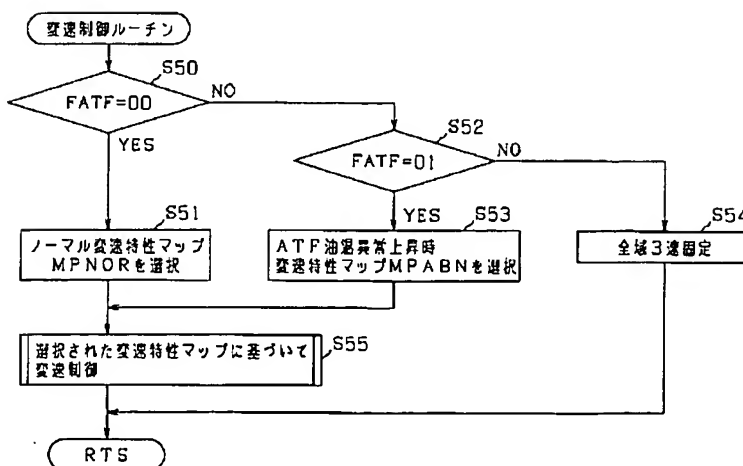 変速制御ルーチン
S50
FATF=00
NO
YES
S52
FATF=01
NO
YES
S51
ノーマル変速特性マップ
MPNORを選択
S53
ATF油温異常上昇時
変速特性マップMPABNを選択
S54
全域3速固定
S55
選択された変速特性マップに基づいて
変速制御
RTS